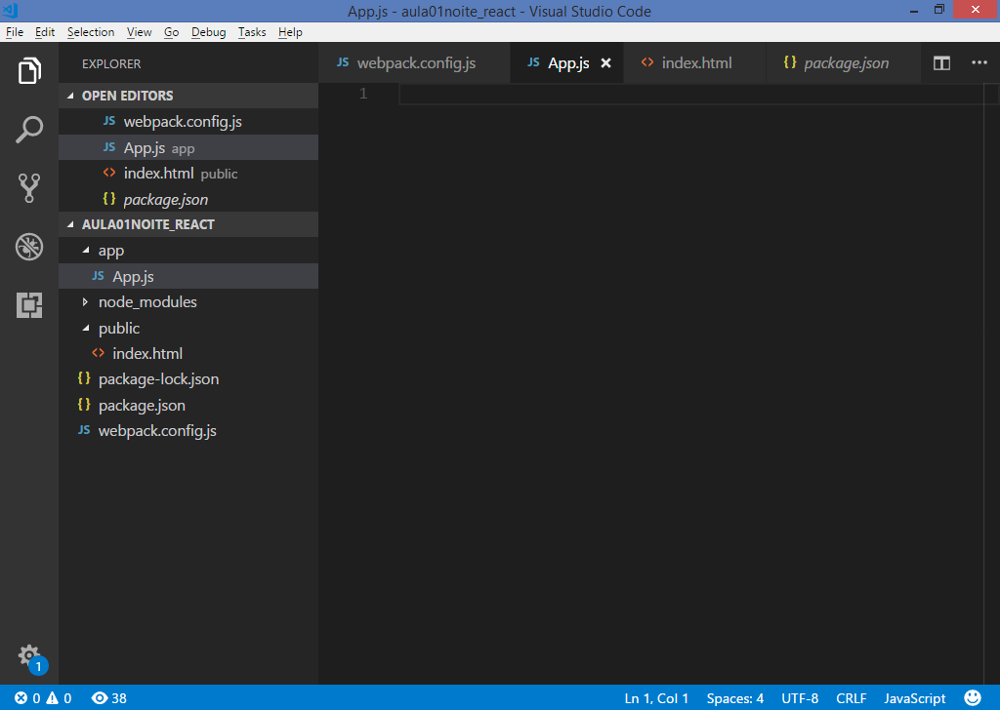 App.js - aula01noite_react - Visual Studio Code
File Edit Selection View Go Debug Tasks Help
EXPLORER
OPEN EDITORS
JS webpack.config.js
JS App.js app
<> index.html public
{} package.json
AULA01NOITE_REACT
app
JS App.js
node_modules
public
<> index.html
{} package-lock.json
{} package.json
JS webpack.config.js
JS webpack.config.js JS App.js <> index.html {} package.json
1
1
0 0 38 Ln 1, Col 1 Spaces: 4 UTF-8 CRLF JavaScript